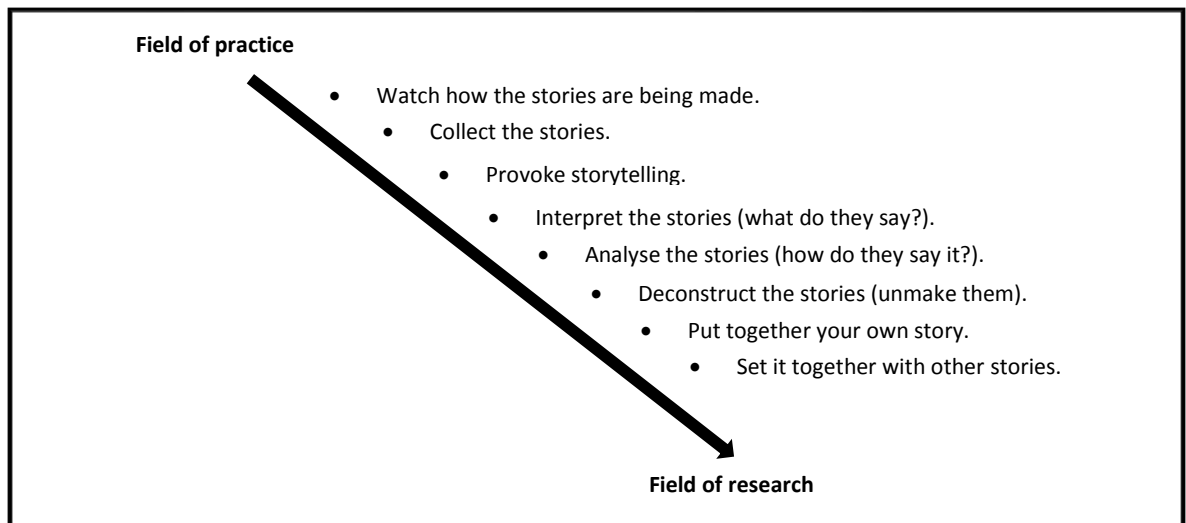 Field of practice
• Watch how the stories are being made.
• Collect the stories.
• Provoke storytelling.
• Interpret the stories (what do they say?).
• Analyse the stories (how do they say it?).
• Deconstruct the stories (unmake them).
• Put together your own story.
• Set it together with other stories.
Field of research